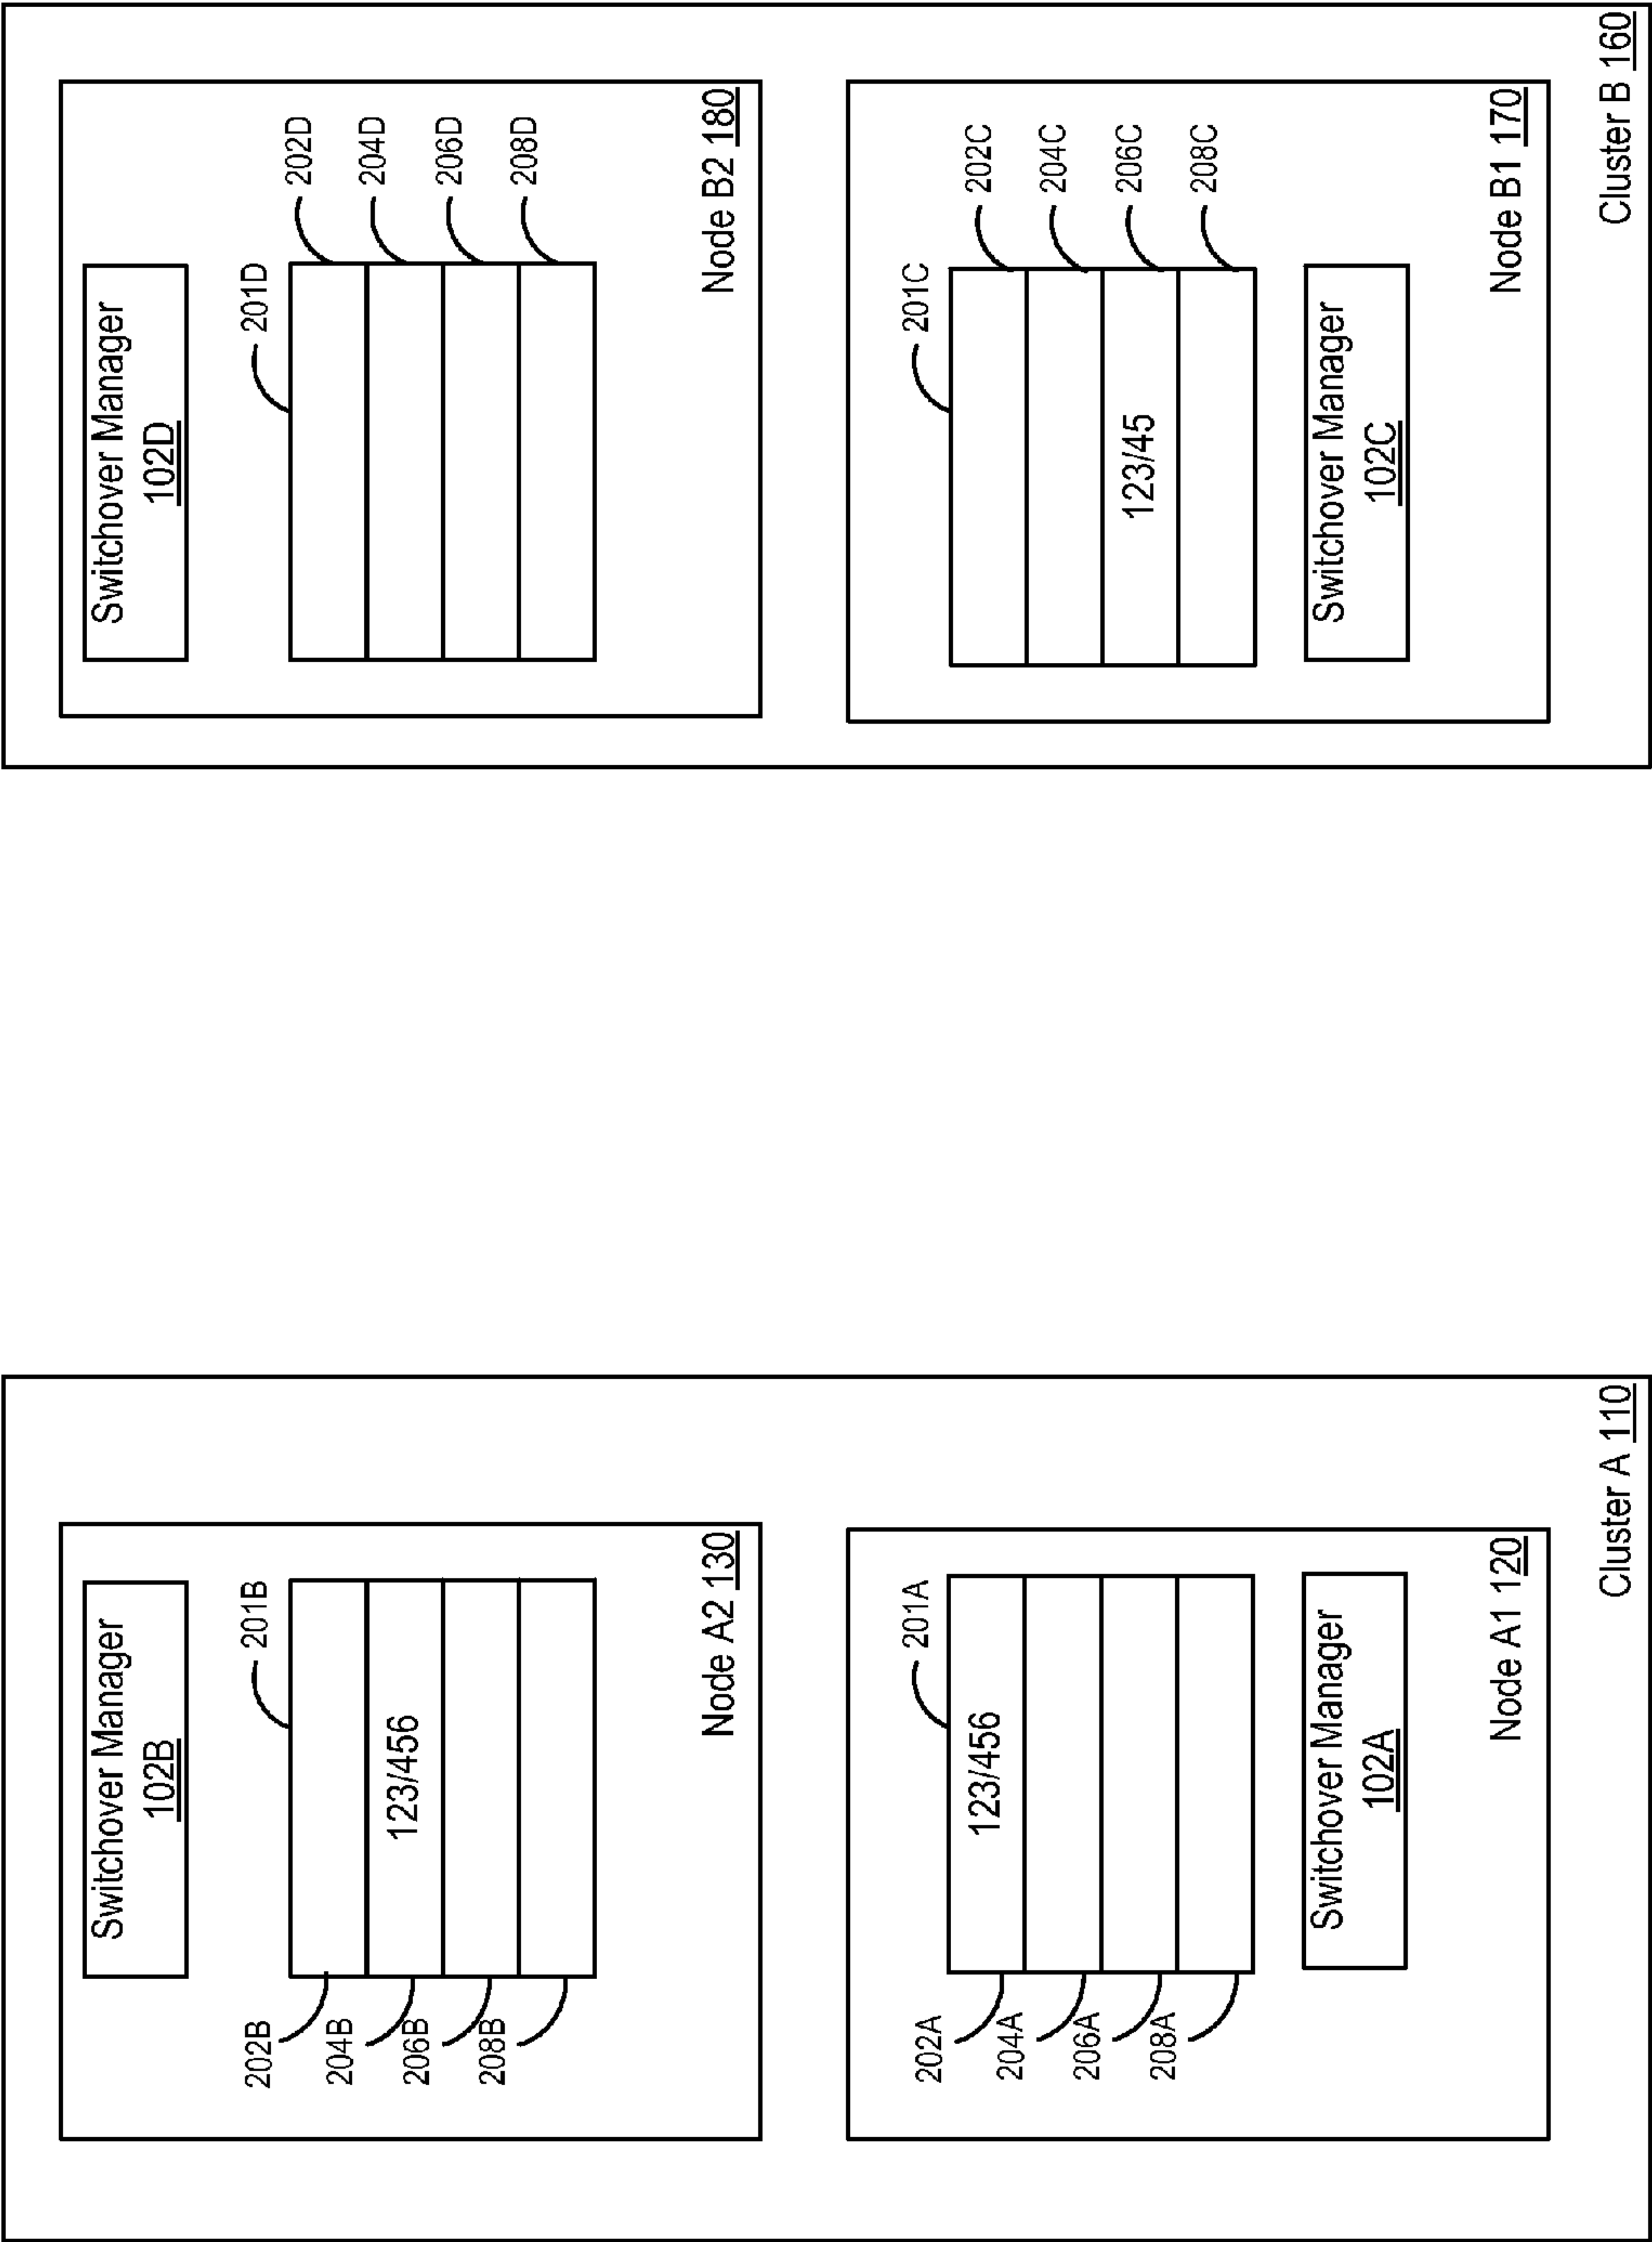 Switchover Manager
102B
201B
202B
204B
123/456
206B
208B
Node A2 130
201A
202A
123/456
204A
206A
208A
Switchover Manager
102A
Node A1 120
Cluster A 110
Switchover Manager
102D
201D
202D
204D
206D
208D
Node B2 180
201C
202C
204C
123/45
206C
208C
Switchover Manager
102C
Node B1 170
Cluster B 160